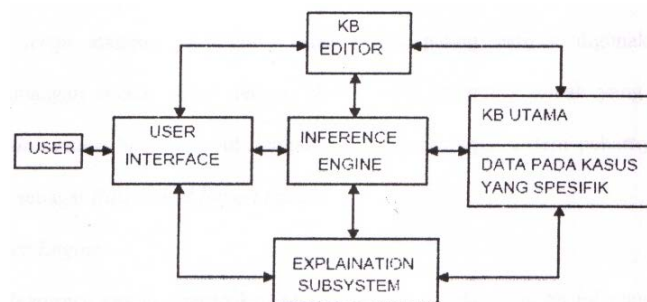 KB
EDITOR
USER
USER
INTERFACE
INFERENCE
ENGINE
KB UTAMA
DATA PADA KASUS
YANG SPESIFIK
EXPLAINATION
SUBSYSTEM